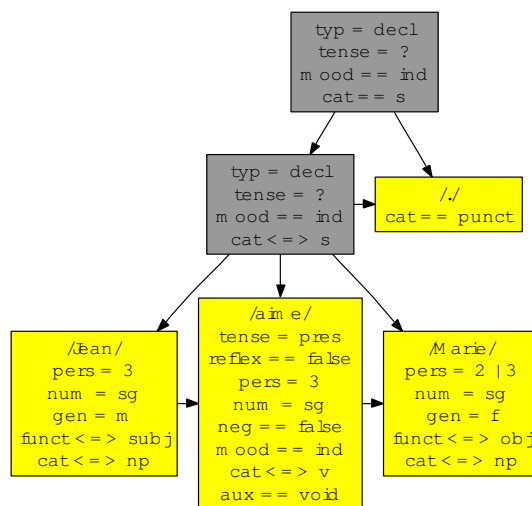 typ = decl
tense = ?
mood == ind
cat == s
typ = decl
tense = ?
mood == ind
cat <=> s
/./
cat == punct
/Jean/
pers = 3
num = sg
gen = m
funct <=> subj
cat <=> np
/aime/
tense = pres
reflex == false
pers = 3
num = sg
neg == false
mood == ind
cat <=> v
aux == void
/Marie/
pers = 2 | 3
num = sg
gen = f
funct <=> obj
cat <=> np